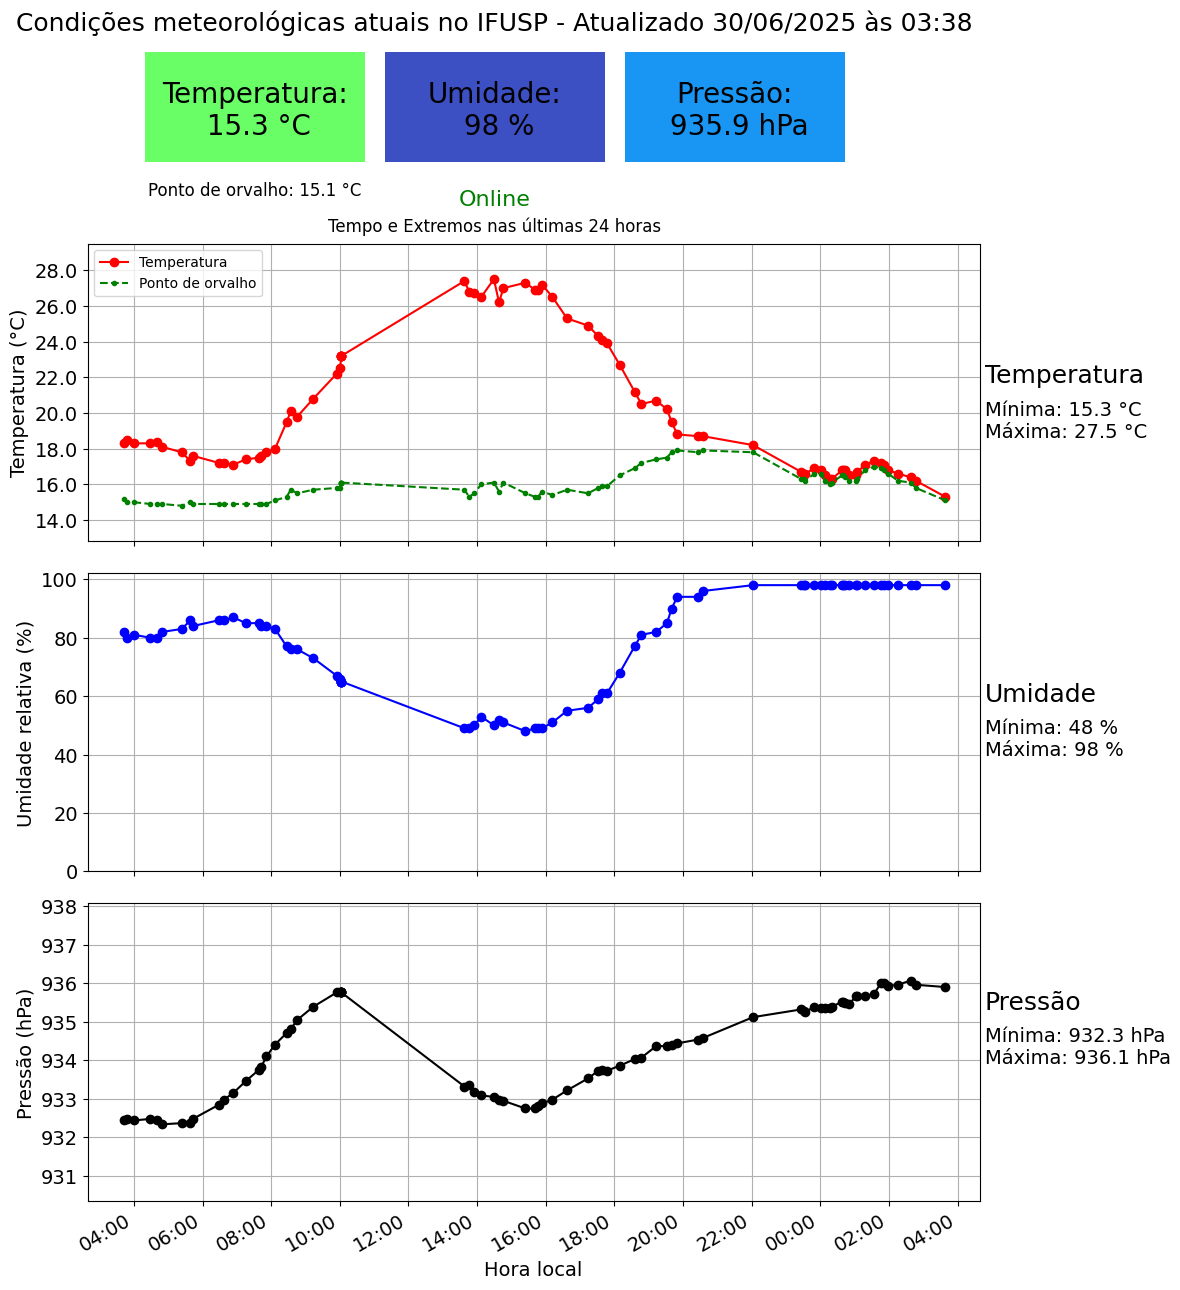 Condições meteorológicas atuais no IFUSP - Atualizado 30/06/2025 às 03:38
Temperatura:
15.3 °C
Umidade:
98 %
Pressão:
935.9 hPa
Ponto de orvalho: 15.1 °C
Online
Tempo e Extremos nas últimas 24 horas
Temperatura
Ponto de orvalho
Temperatura (°C)
28.0
26.0
24.0
22.0
20.0
18.0
16.0
14.0
Temperatura
Mínima: 15.3 °C
Máxima: 27.5 °C
Umidade relativa (%)
100
80
60
40
20
0
Umidade
Mínima: 48 %
Máxima: 98 %
Pressão (hPa)
938
937
936
935
934
933
932
931
Pressão
Mínima: 932.3 hPa
Máxima: 936.1 hPa
04:00 06:00 08:00 10:00 12:00 14:00 16:00 18:00 20:00 22:00 00:00 02:00 04:00
Hora local